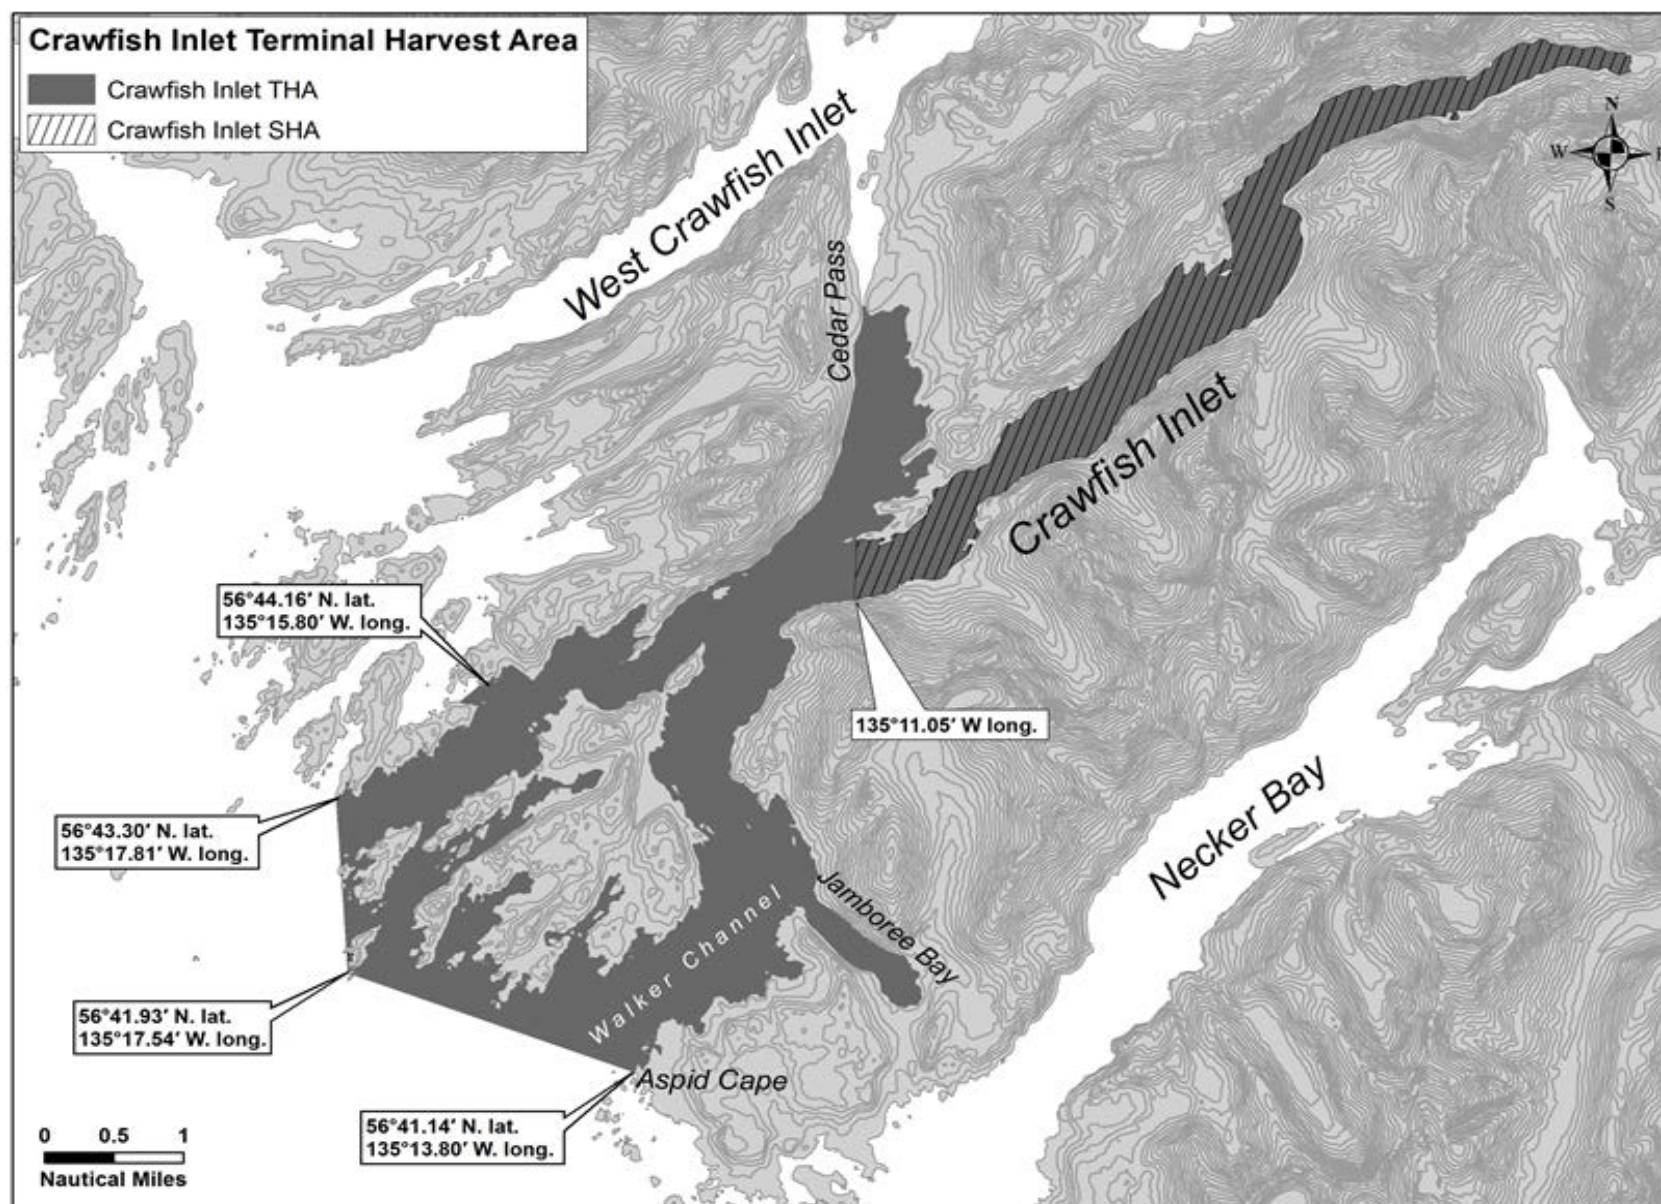 Crawfish Inlet Terminal Harvest Area
Crawfish Inlet THA
Crawfish Inlet SHA
N
W
E
S
West Crawfish Inlet
Cedar Pass
Crawfish Inlet
56°44.16' N. lat.
135°15.80' W. long.
135°11.05' W long.
Necker Bay
56°43.30' N. lat.
135°17.81' W. long.
Jamboree Bay
Walker Channel
56°41.93' N. lat.
135°17.54' W. long.
Aspid Cape
56°41.14' N. lat.
135°13.80' W. long.
0 0.5 1
Nautical Miles